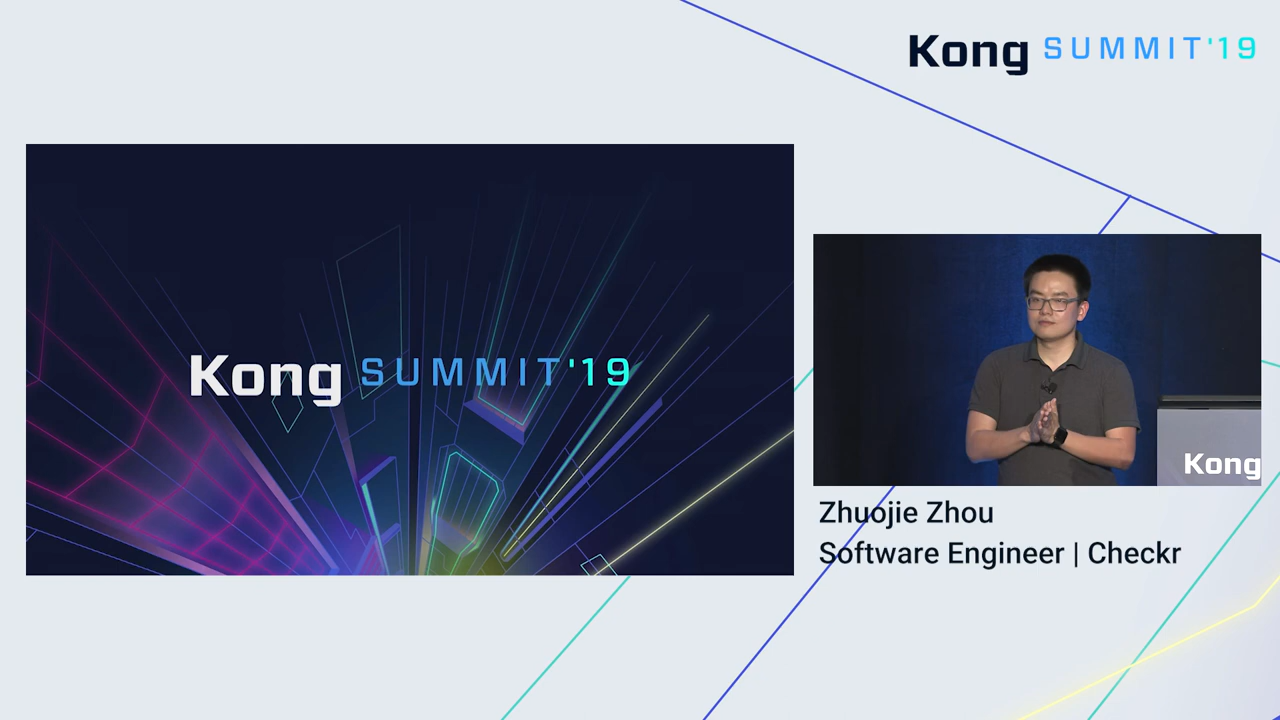 Kong SUMMIT'19
Kong SUMMIT'19
Kong
Zhuojie Zhou
Software Engineer | Checkr